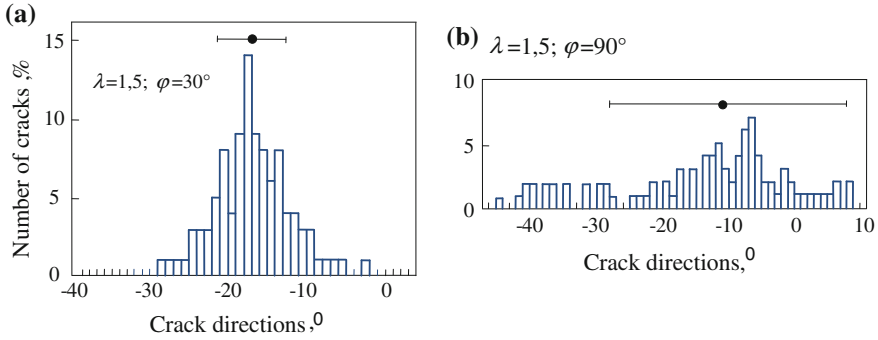 (a)
15
10
5
0
Number of cracks ,%
λ=1,5; φ=30°
-40 -30 -20 -10 0
Crack directions,⁰
(b) λ=1,5; φ=90°
10
5
0
-40 -30 -20 -10 0 10
Crack directions,⁰